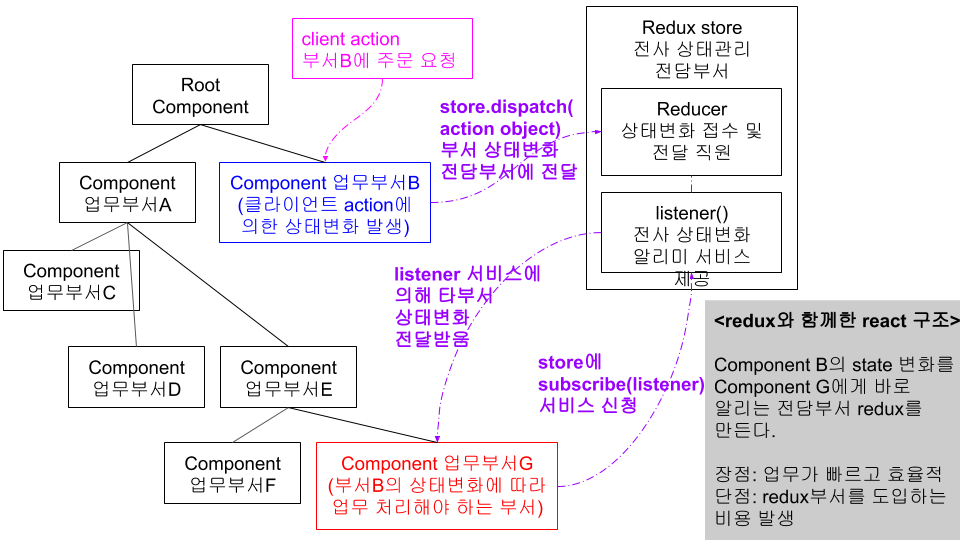 client action
부서B에 주문 요청
Redux store
전사 상태관리
전담부서
Root
Component
store.dispatch(
action object)
부서 상태변화
전담부서에 전달
Reducer
상태변화 접수 및
전달 직원
Component
업무부서A
Component 업무부서B
(클라이언트 action에
의한 상태변화 발생)
listener()
전사 상태변화
알리미 서비스
제공
Component
업무부서C
listener 서비스에
의해 타부서
상태변화
전달받음
Component
업무부서D
Component
업무부서E
store에
subscribe(listener)
서비스 신청
Component
업무부서F
Component 업무부서G
(부서B의 상태변화에 따라
업무 처리해야 하는 부서)
<redux와 함께한 react 구조>
Component B의 state 변화를
Component G에게 바로
알리는 전담부서 redux를
만든다.
장점: 업무가 빠르고 효율적
단점: redux부서를 도입하는
비용 발생